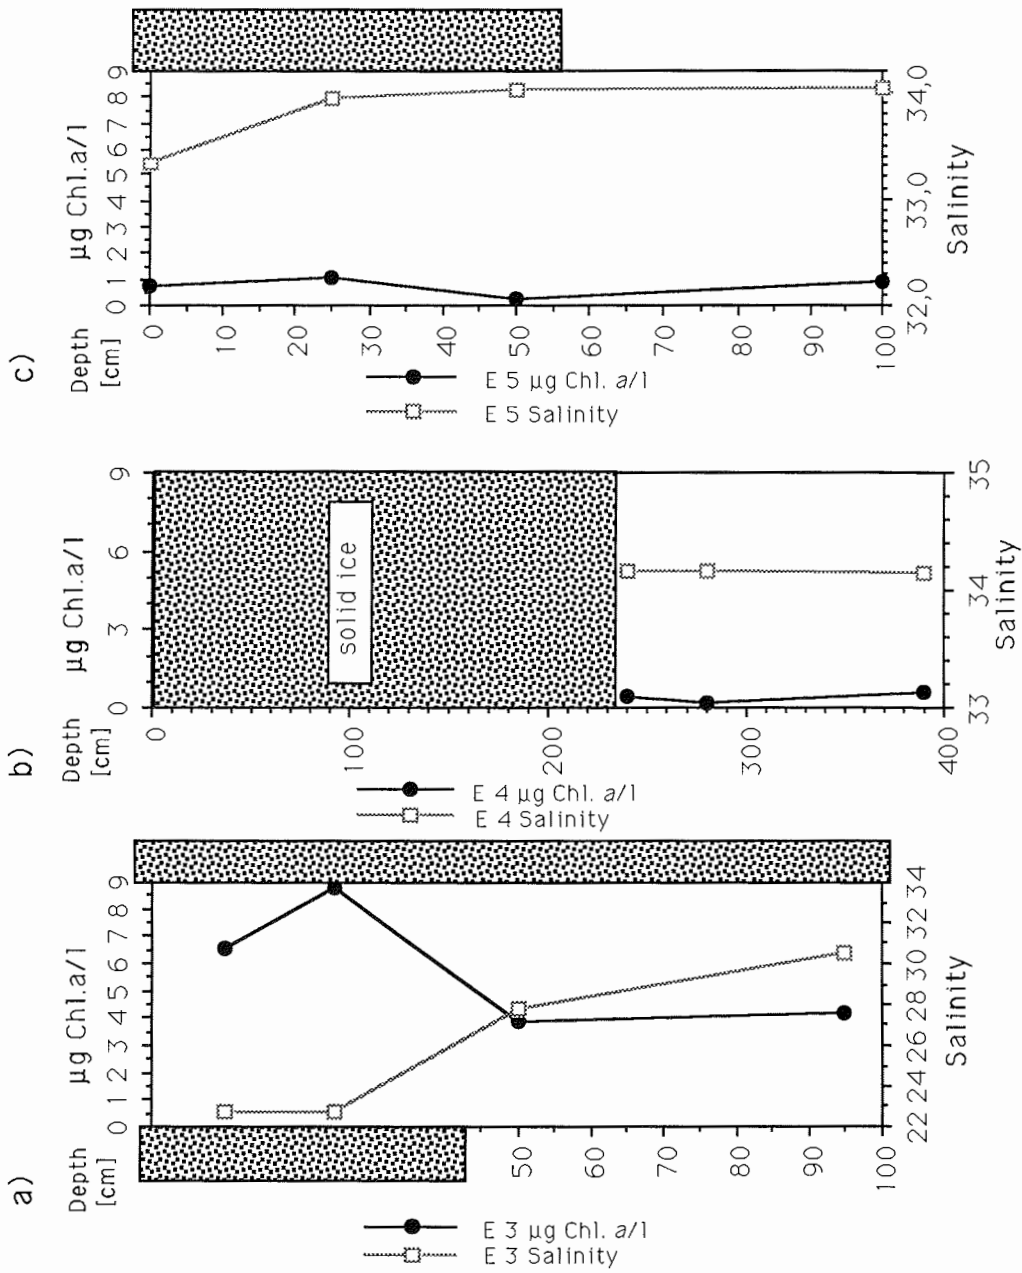 a)
µg Chl.a/l
0 1 2 3 4 5 6 7 8 9
Depth
[cm]
50 60 70 80 90 100
22 24 26 28 30 32 34
Salinity
E 3 µg Chl. a/l
E 3 Salinity
b)
µg Chl.a/l
0 3 6 9
Depth
[cm]
0 100 200 300 400
solid ice
33 34 35
Salinity
E 4 µg Chl. a/l
E 4 Salinity
c)
µg Chl.a/l
0 1 2 3 4 5 6 7 8 9
Depth
[cm]
0 10 20 30 40 50 60 70 80 90 100
32,0 33,0 34,0
Salinity
E 5 µg Chl. a/l
E 5 Salinity